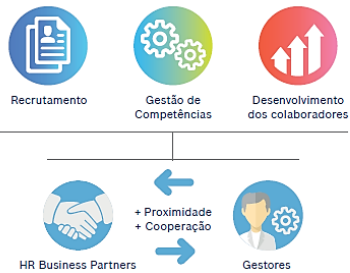 Recrutamento
Gestão de
Competências
Desenvolvimento
dos colaboradores
+ Proximidade
+ Cooperação
HR Business Partners
Gestores